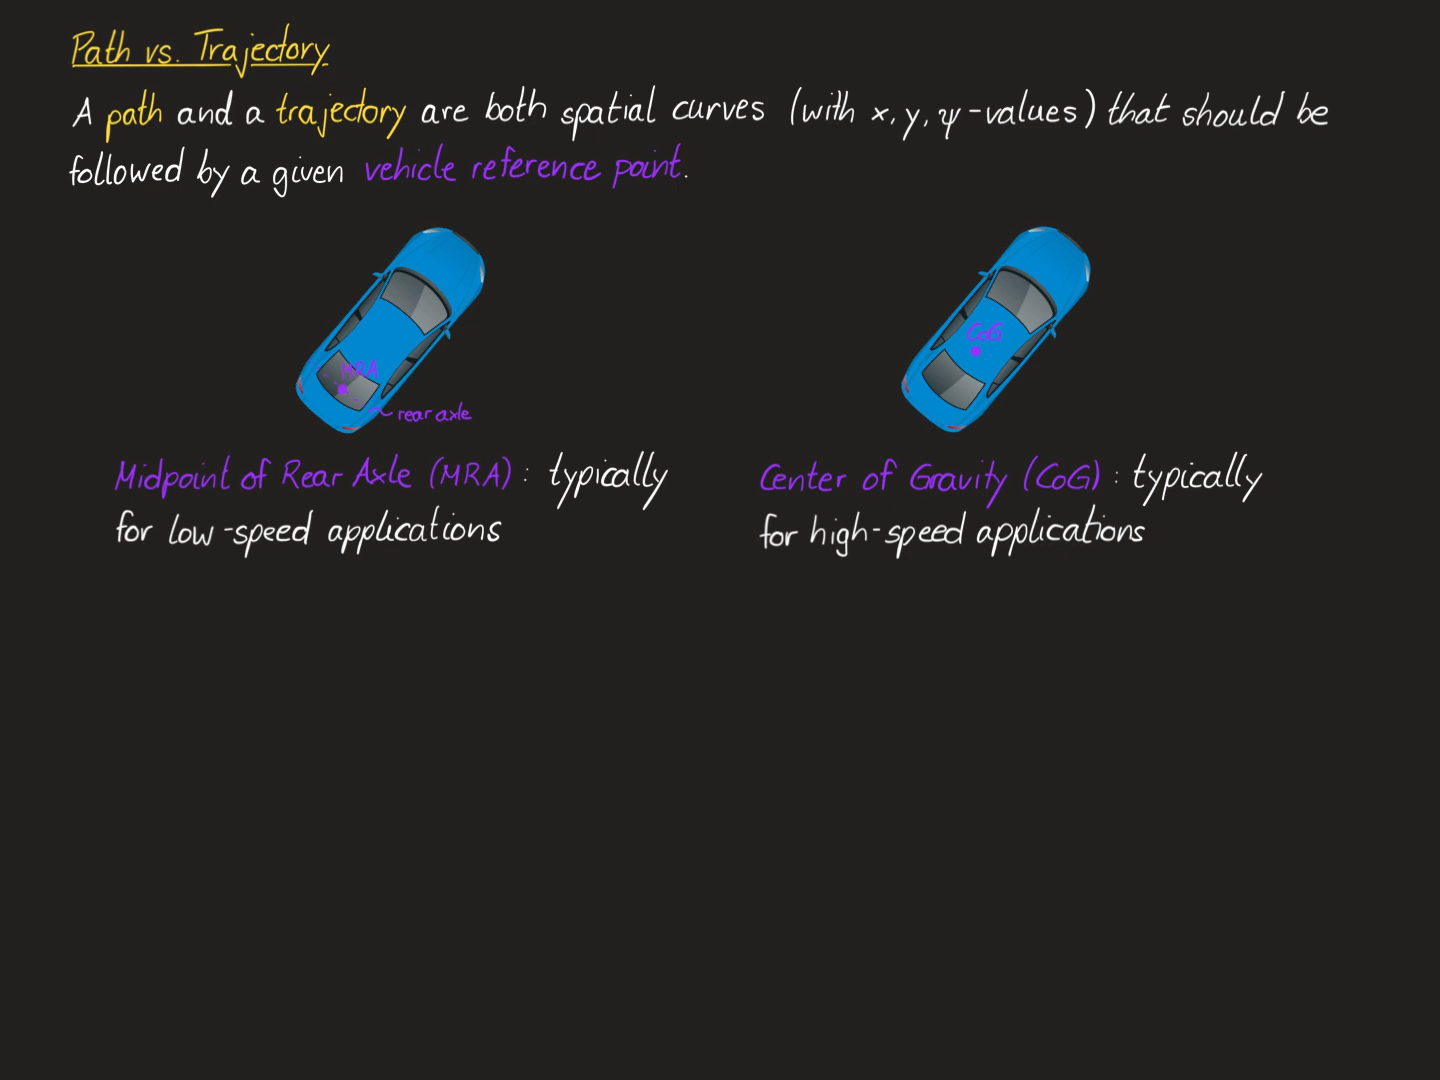 Path vs. Trajectory
A path and a trajectory are both spatial curves (with x, y, ψ-values) that should be
followed by a given vehicle reference point.
MRA
rear axle
CoG
Midpoint of Rear Axle (MRA): typically
for low-speed applications
Center of Gravity (CoG): typically
for high-speed applications